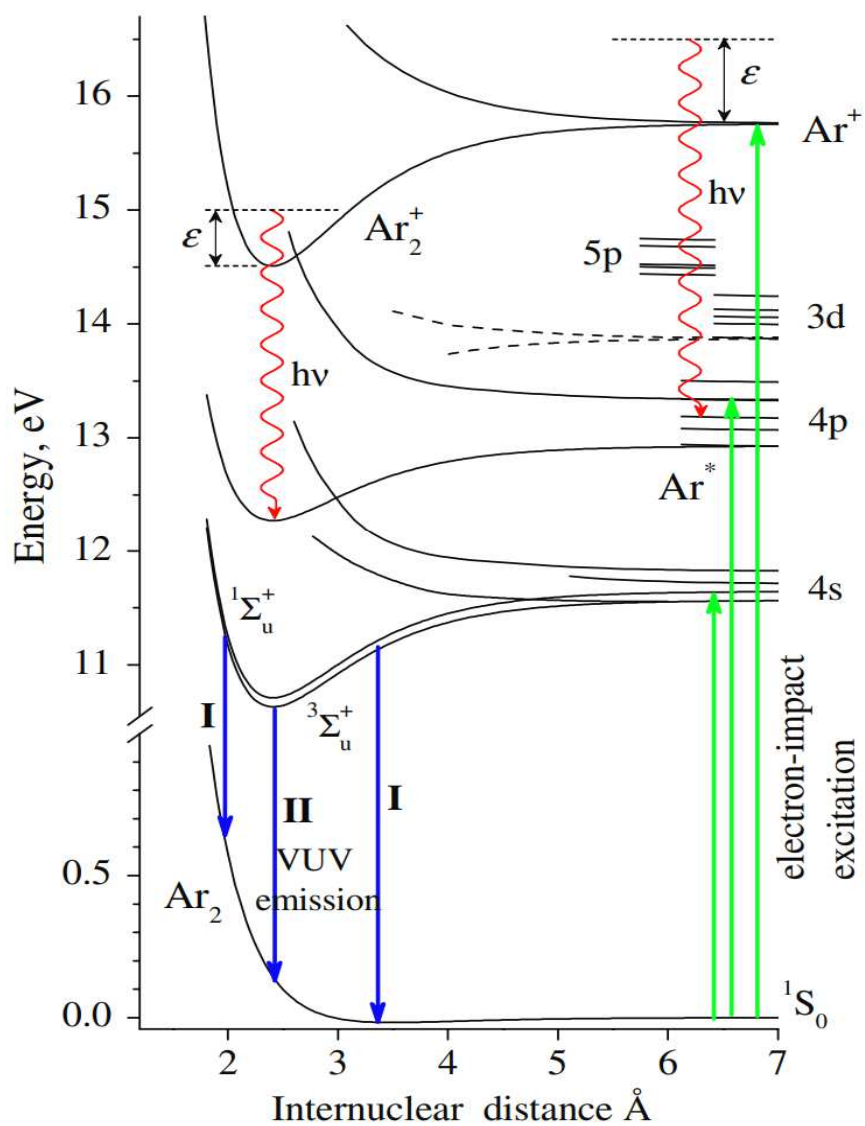 16
15
14
13
12
11
0.5
0.0
2
3
4
5
6
7
Energy, eV
Internuclear distance Å
ε
Ar⁺
hν
ε
Ar₂⁺
5p
3d
hν
4p
Ar*
4s
¹Σᵤ⁺
³Σᵤ⁺
I
II
I
VUV
emission
Ar₂
¹S₀
electron-impact
excitation